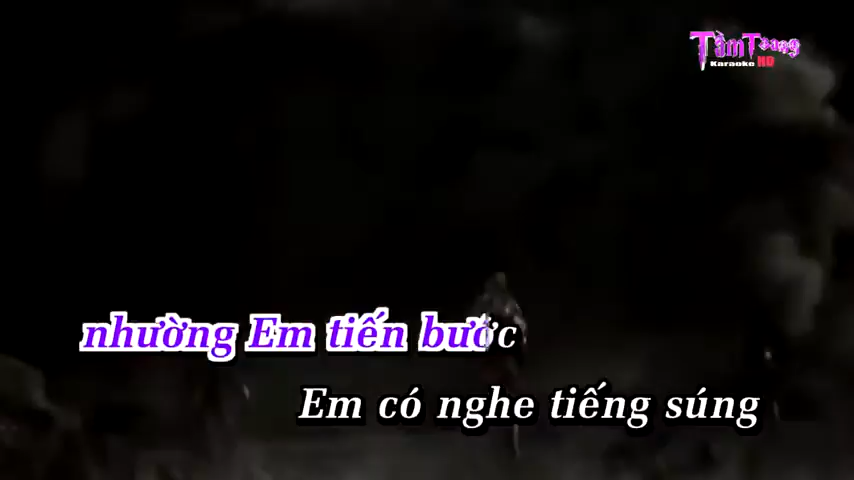 TâmTrang
Karaoke HD
nhường Em tiến bước
Em có nghe tiếng súng